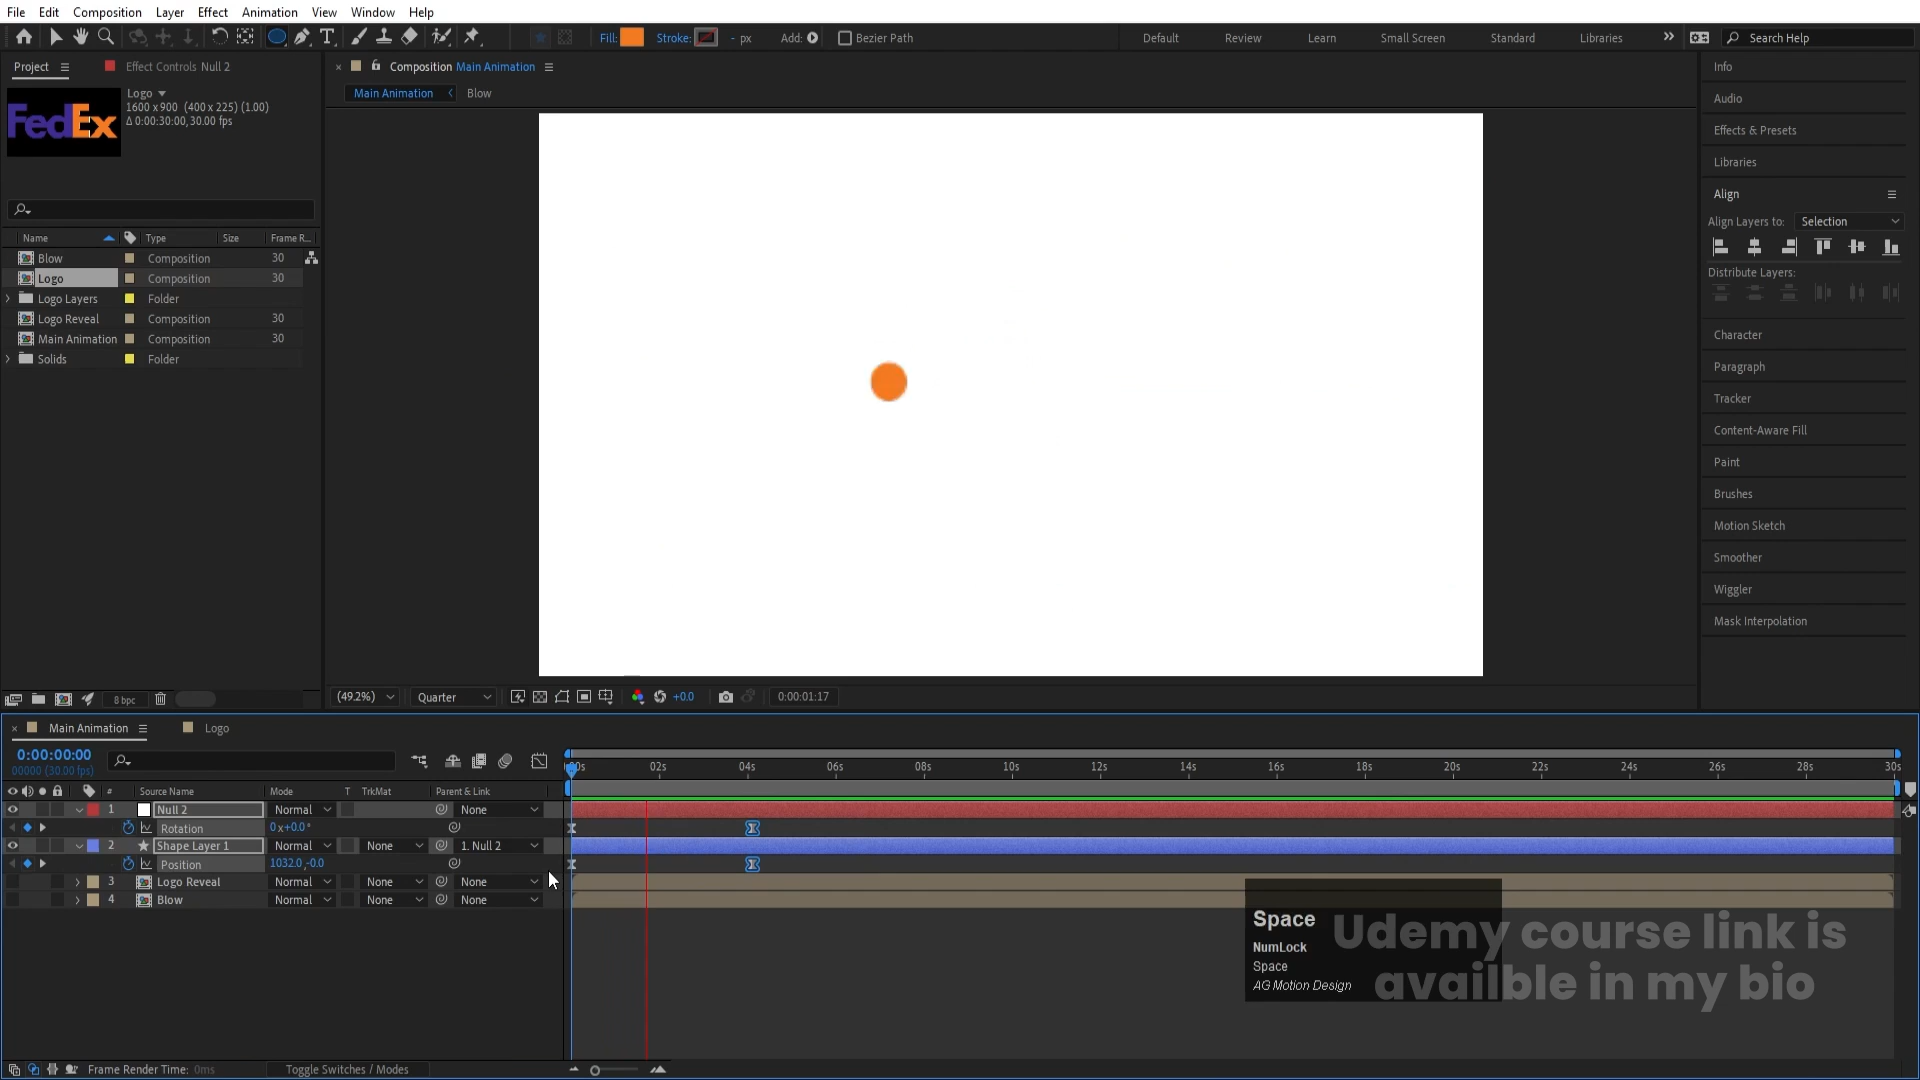 File Edit Composition Layer Effect Animation View Window Help
Fill: Stroke: - px Add: Bezier Path Default Review Learn Small Screen Standard Libraries Search Help
Project Effect Controls Null 2
Composition Main Animation
Main Animation Blow
Logo
1600 x 900 (400 x 225) (1.00)
Δ 0:00:30:00, 30.00 fps
FedEx
Name Type Size Frame R...
Blow Composition 30
Logo Composition 30
Logo Layers Folder
Logo Reveal Composition 30
Main Animation Composition 30
Solids Folder
8 bpc
(49.2%) Quarter +0.0 0:00:01:17
Info
Audio
Effects & Presets
Libraries
Align
Align Layers to: Selection
Distribute Layers:
Character
Paragraph
Tracker
Content-Aware Fill
Paint
Brushes
Motion Sketch
Smoother
Wiggler
Mask Interpolation
Main Animation Logo
0:00:00:00
00000 (30.00 fps)
02s 04s 06s 08s 10s 12s 14s 16s 18s 20s 22s 24s 26s 28s 30s
# Source Name Mode T TrkMat Parent & Link
1 Null 2 Normal None
Rotation 0x+0.0°
2 Shape Layer 1 Normal None 1. Null 2
Position 1032.0,-0.0
3 Logo Reveal Normal None None
4 Blow Normal None None
Space
NumLock
Space
AG Motion Design
Udemy course link is
availble in my bio
Frame Render Time: 0ms Toggle Switches / Modes